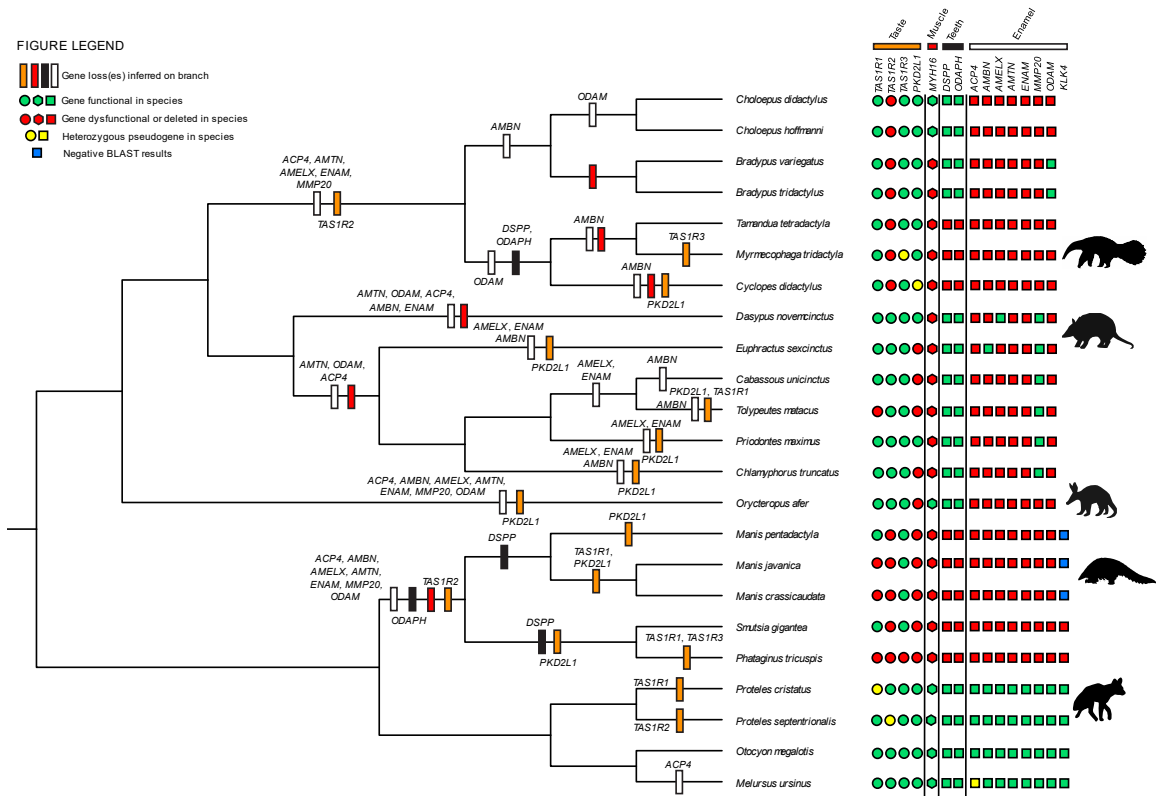 FIGURE LEGEND
Gene loss(es) inferred on branch
Gene functional in species
Gene dysfunctional or deleted in species
Heterozygous pseudogene in species
Negative BLAST results
Taste
Muscle
Teeth
Enamel
TAS1R1
TAS1R2
TAS1R3
PKD2L1
MYH16
DSPP
ODAPH
ACP4
AMBN
AMELX
AMTN
ENAM
MMP20
ODAM
KLK4
ODAM
Choloepus didactylus
AMBN
Choloepus hoffmanni
ACP4, AMTN,
AMELX, ENAM,
MMP20
TAS1R2
Bradypus variegatus
Bradypus tridactylus
DSPP,
ODAPH
ODAM
AMBN
Tamandua tetradactyla
TAS1R3
Myrmecophaga tridactyla
AMBN
PKD2L1
Cyclopes didactylus
AMTN, ODAM, ACP4,
AMBN, ENAM
Dasypus novemcinctus
AMELX, ENAM
AMBN
PKD2L1
Euphractus sexcinctus
AMTN, ODAM,
ACP4
AMELX,
ENAM
AMBN
Cabassous unicinctus
PKD2L1, TAS1R1
AMBN
Tolypeutes matacus
AMELX, ENAM
PKD2L1
Priodontes maximus
AMELX, ENAM
AMBN
PKD2L1
Chlamyphorus truncatus
ACP4, AMBN, AMELX, AMTN,
ENAM, MMP20, ODAM
PKD2L1
Orycteropus afer
PKD2L1
Manis pentadactyla
DSPP
TAS1R1,
PKD2L1
Manis javanica
Manis crassicaudata
ACP4, AMBN,
AMELX, AMTN,
ENAM, MMP20,
ODAM
TAS1R2
ODAPH
DSPP
PKD2L1
Smutsia gigantea
TAS1R1, TAS1R3
Phataginus tricuspis
TAS1R1
Proteles cristatus
TAS1R2
Proteles septentrionalis
Otocyon megalotis
ACP4
Melursus ursinus